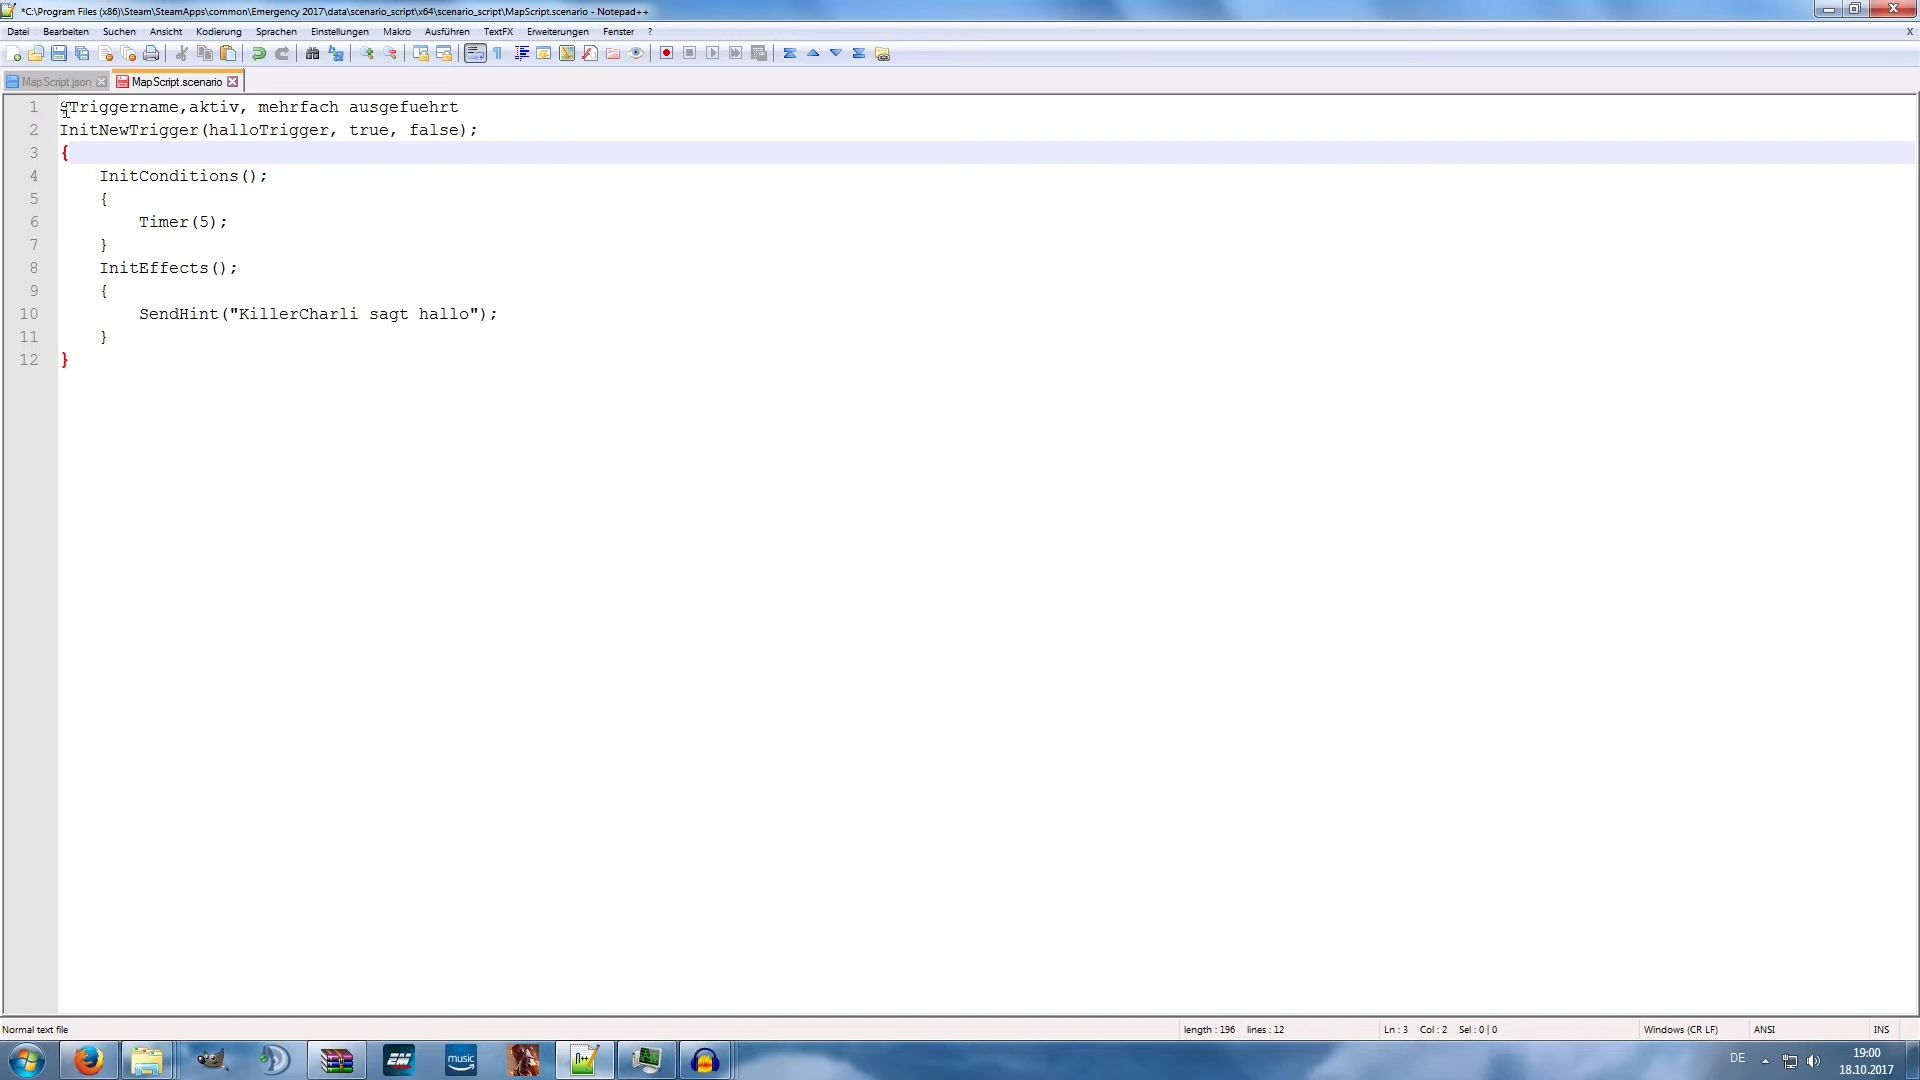 *C:\Program Files (x86)\Steam\SteamApps\common\Emergency 2017\data\scenario_script\x64\scenario_script\MapScript.scenario - Notepad++
Datei Bearbeiten Suchen Ansicht Kodierung Sprachen Einstellungen Makro Ausführen TextFX Erweiterungen Fenster ? X
MapScript.json MapScript.scenario
1 Triggername,aktiv, mehrfach ausgefuehrt
2 InitNewTrigger(halloTrigger, true, false);
3 {
4 InitConditions();
5 {
6 Timer(5);
7 }
8 InitEffects();
9 {
10 SendHint("KillerCharli sagt hallo");
11 }
12 }
Normal text file length : 196 lines : 12 Ln : 3 Col : 2 Sel : 0 | 0 Windows (CR LF) ANSI INS
music
DE 19:00
18.10.2017